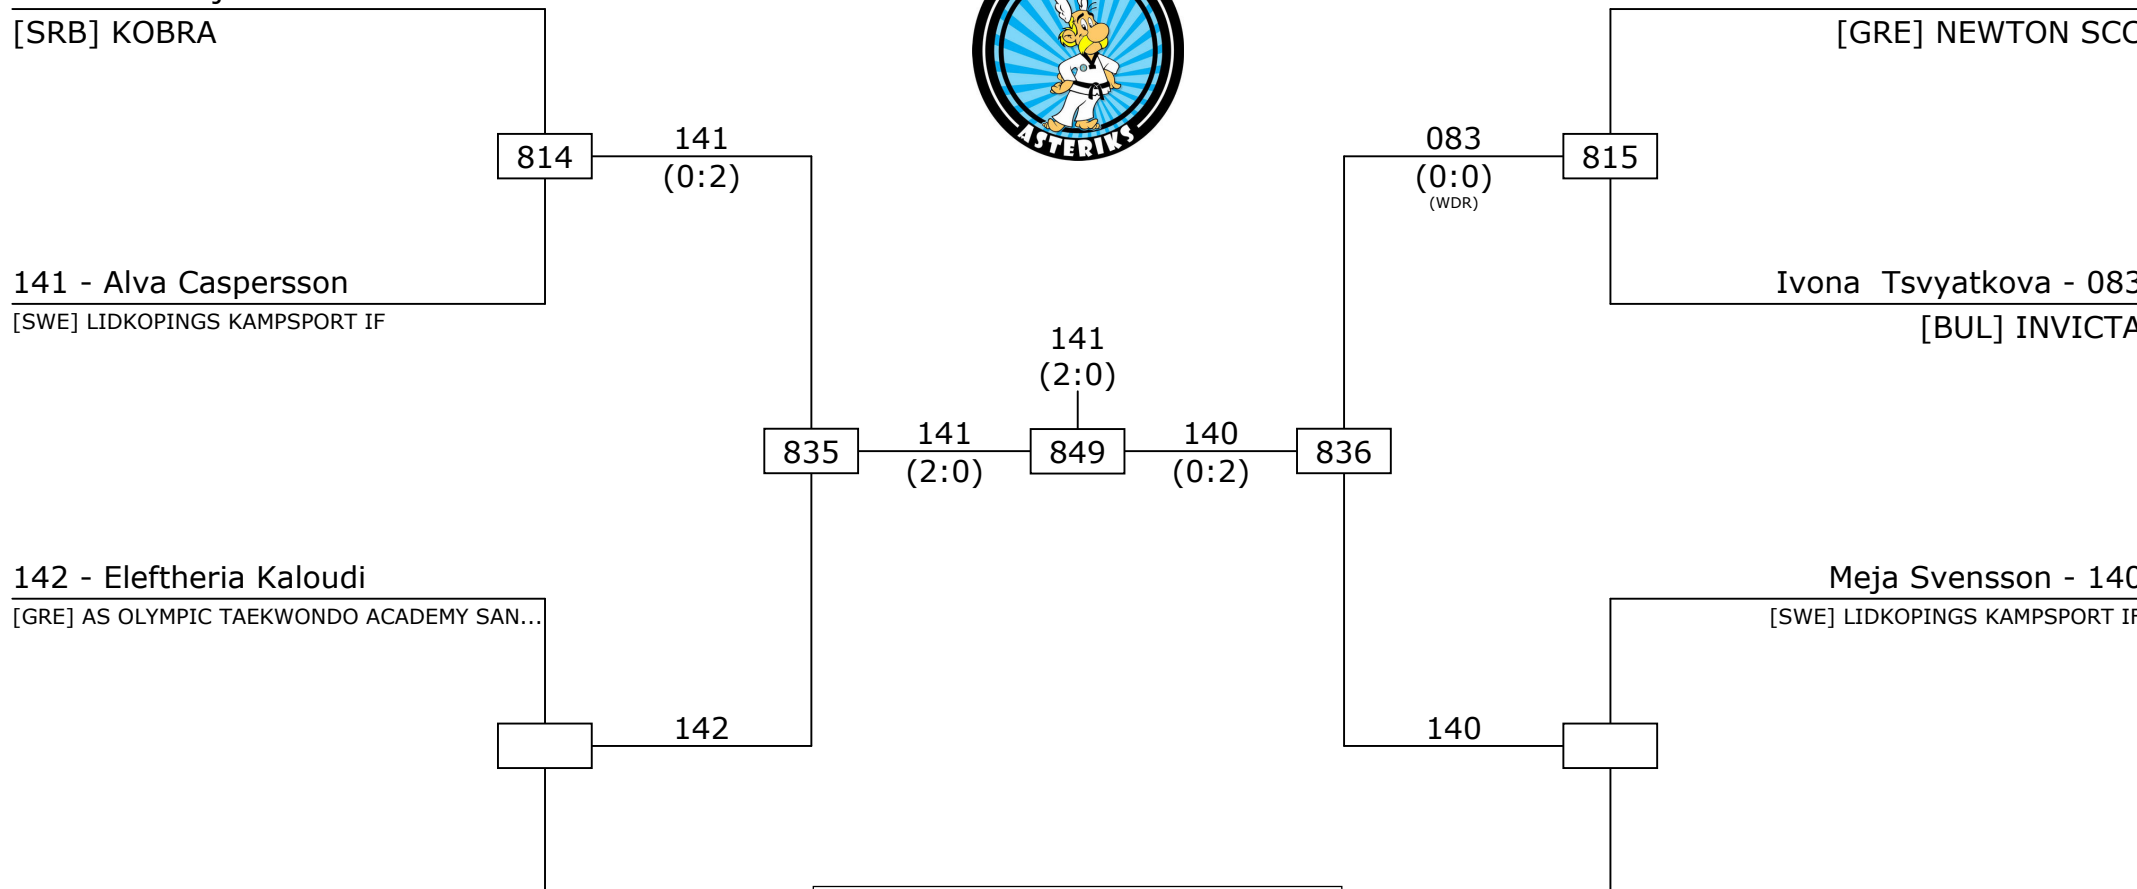 [SRB] KOBRA
[GRE] NEWTON SCO
ASTERIKS
814
141
(0:2)
083
(0:0)
(WDR)
815
141 - Alva Caspersson
[SWE] LIDKOPINGS KAMPSPORT IF
Ivona Tsvyatkova - 083
[BUL] INVICTA
141
(2:0)
835
141
(2:0)
849
140
(0:2)
836
142 - Eleftheria Kaloudi
[GRE] AS OLYMPIC TAEKWONDO ACADEMY SAN...
Meja Svensson - 140
[SWE] LIDKOPINGS KAMPSPORT IF
142
140